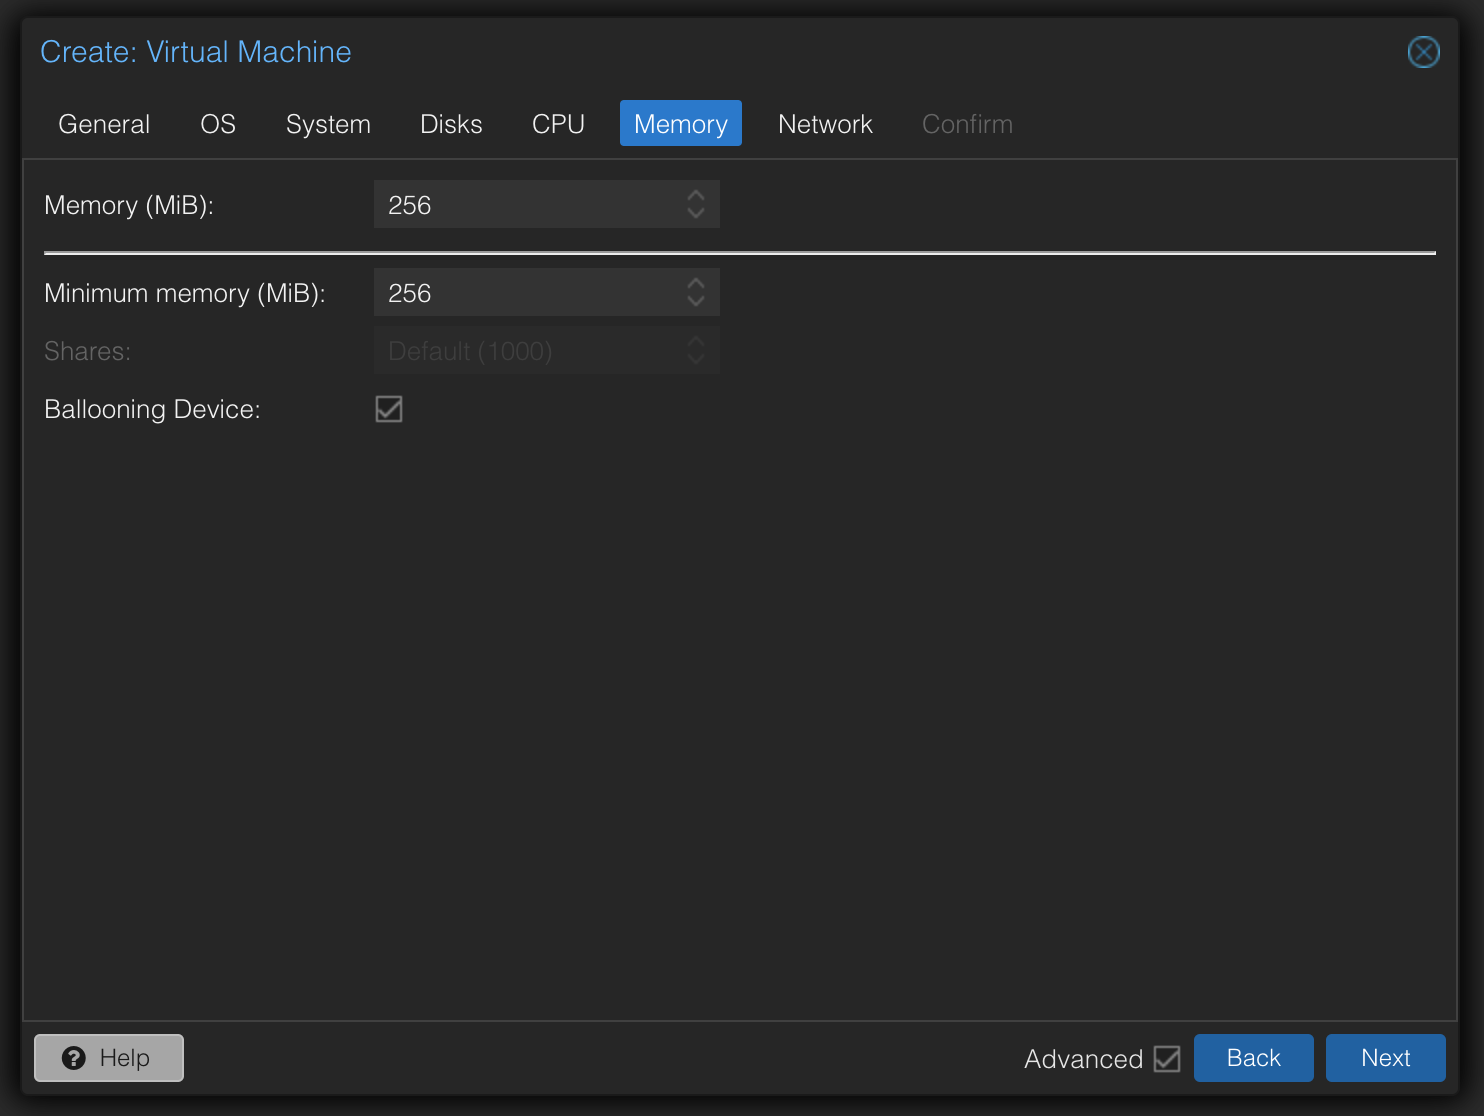 Create: Virtual Machine
General OS System Disks CPU Memory Network Confirm
Memory (MiB): 256
Minimum memory (MiB): 256
Shares: Default (1000)
Ballooning Device:
Help Advanced Back Next